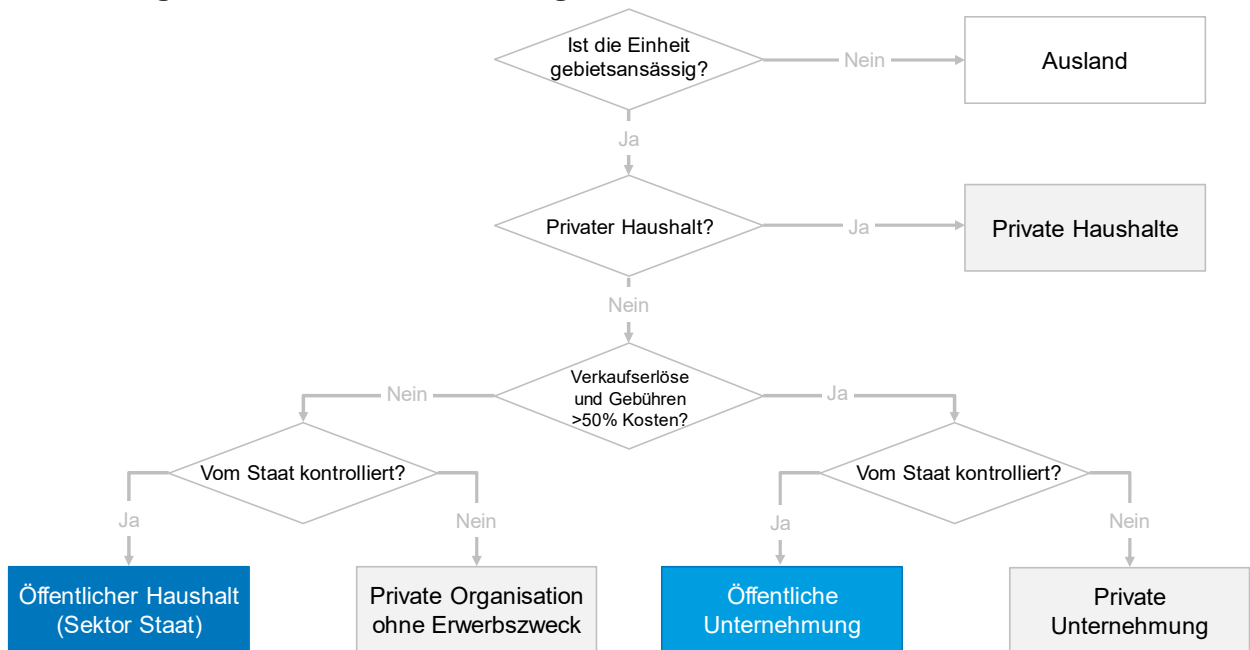 Ist die Einheit
gebietsansässig?
Nein
Ausland
Ja
Privater Haushalt?
Ja
Private Haushalte
Nein
Verkaufserlöse
und Gebühren
>50% Kosten?
Nein
Ja
Vom Staat kontrolliert?
Vom Staat kontrolliert?
Ja
Nein
Ja
Nein
Öffentlicher Haushalt
(Sektor Staat)
Private Organisation
ohne Erwerbszweck
Öffentliche
Unternehmung
Private
Unternehmung